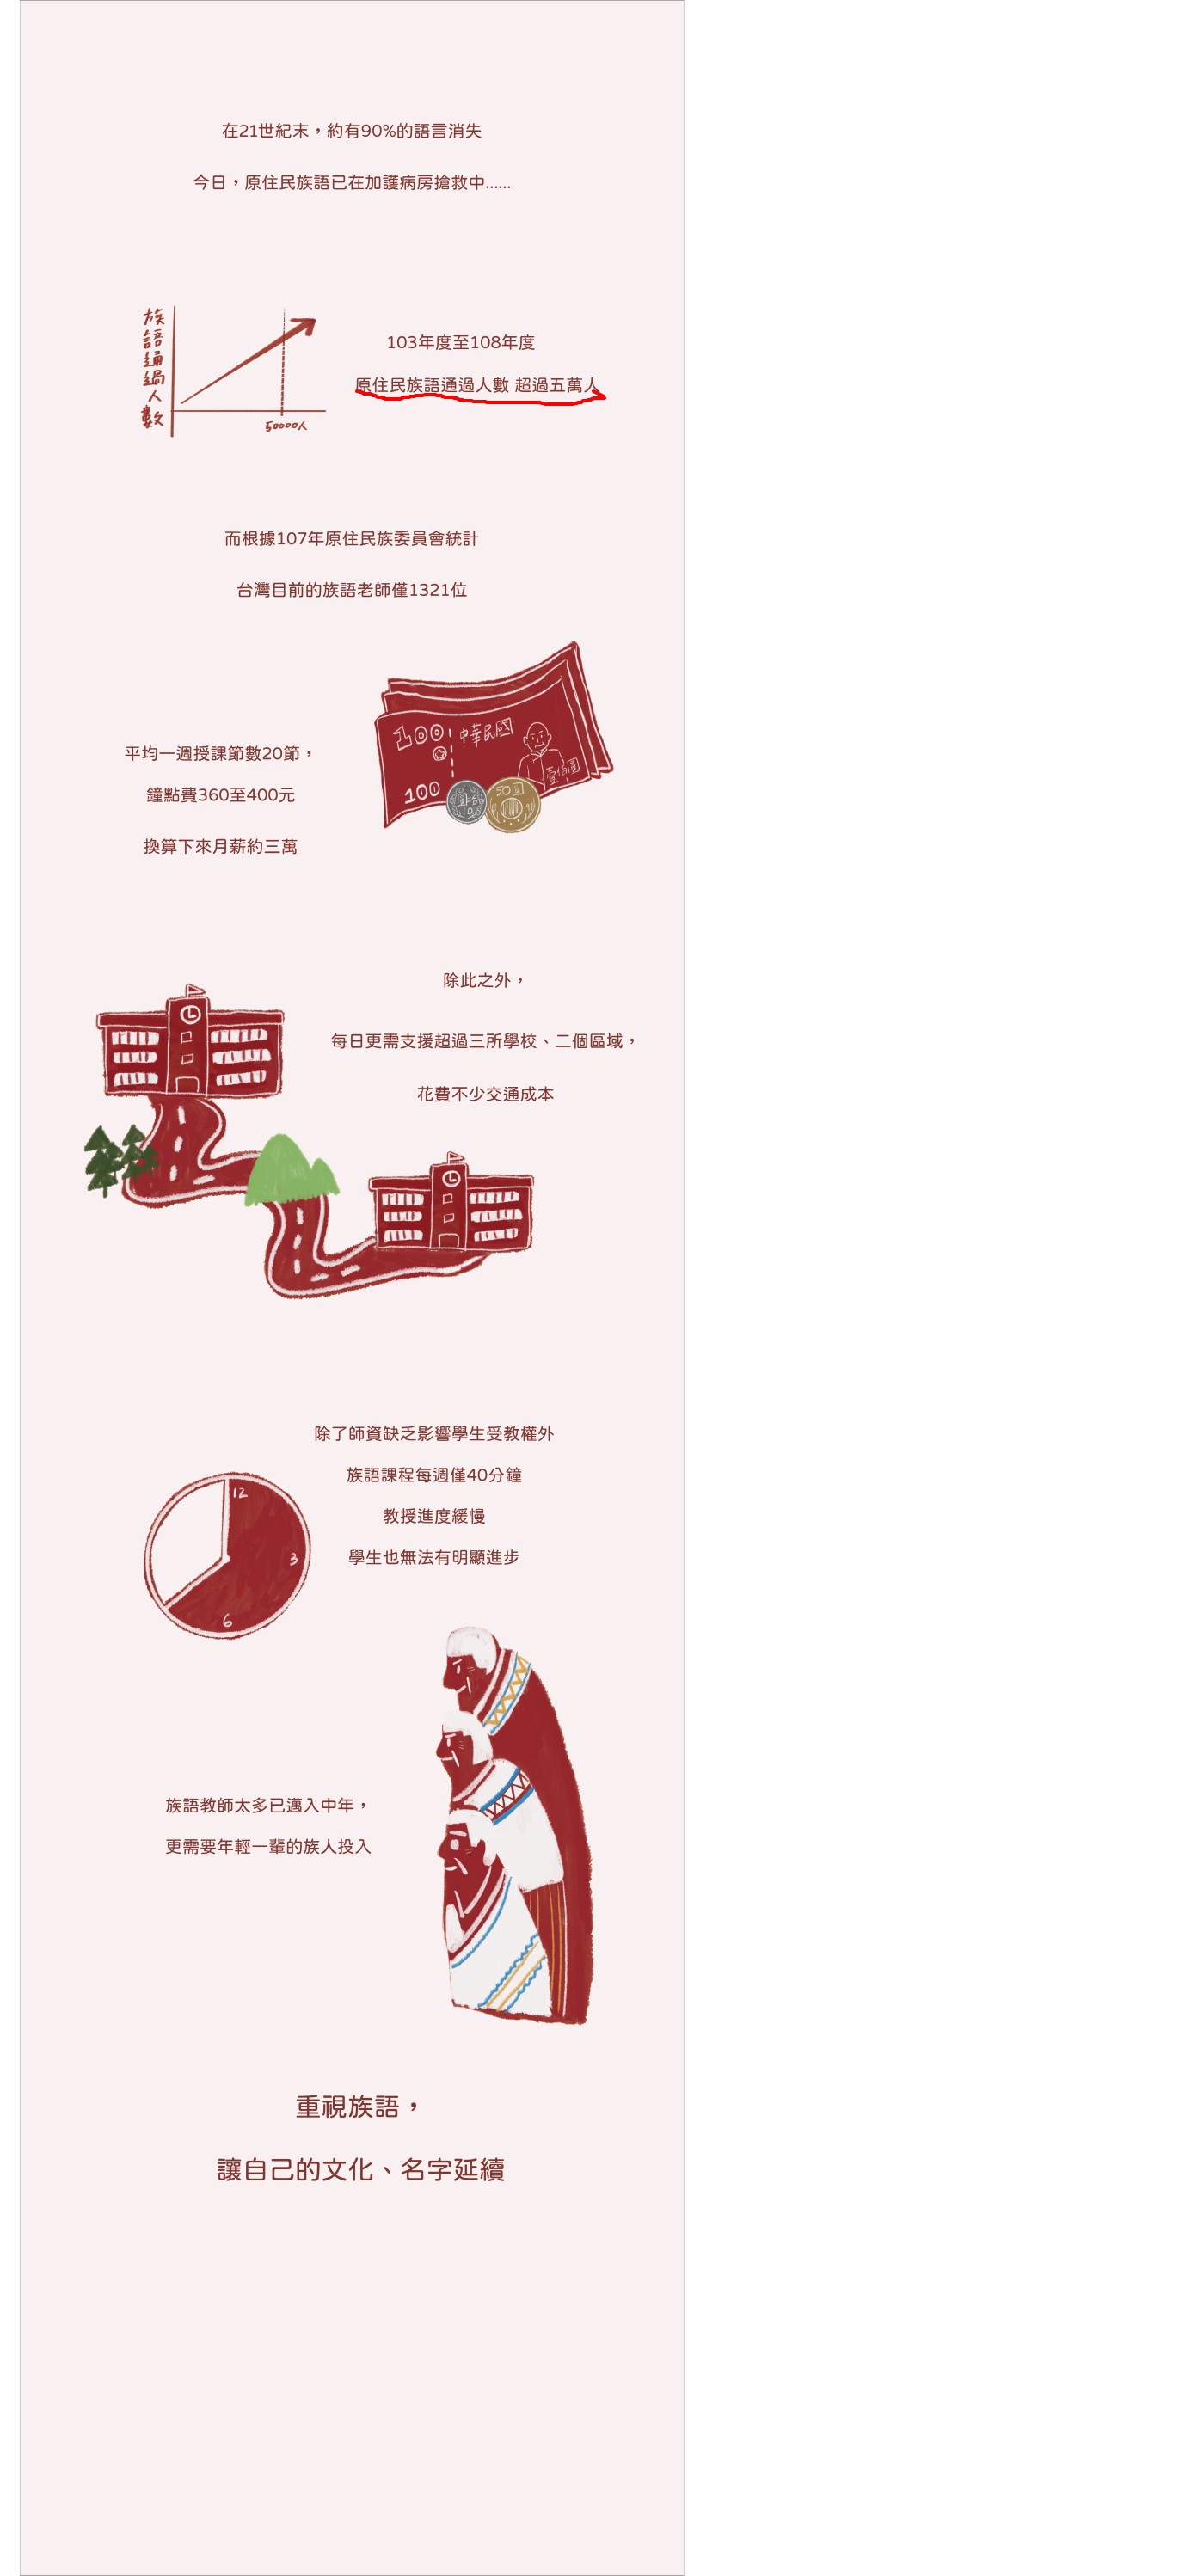 在21世紀末，約有90%的語言消失
今日，原住民族語已在加護病房搶救中......
族語通過人數
50000人
103年度至108年度
原住民族語通過人數 超過五萬人
而根據107年原住民族委員會統計
台灣目前的族語老師僅1321位
100 中華民國
壹佰圓
100
圓拾
10
50圓
平均一週授課節數20節，
鐘點費360至400元
換算下來月薪約三萬
除此之外，
每日更需支援超過三所學校、二個區域，
花費不少交通成本
除了師資缺乏影響學生受教權外
族語課程每週僅40分鐘
教授進度緩慢
學生也無法有明顯進步
12
3
6
族語教師太多已邁入中年，
更需要年輕一輩的族人投入
重視族語，
讓自己的文化、名字延續